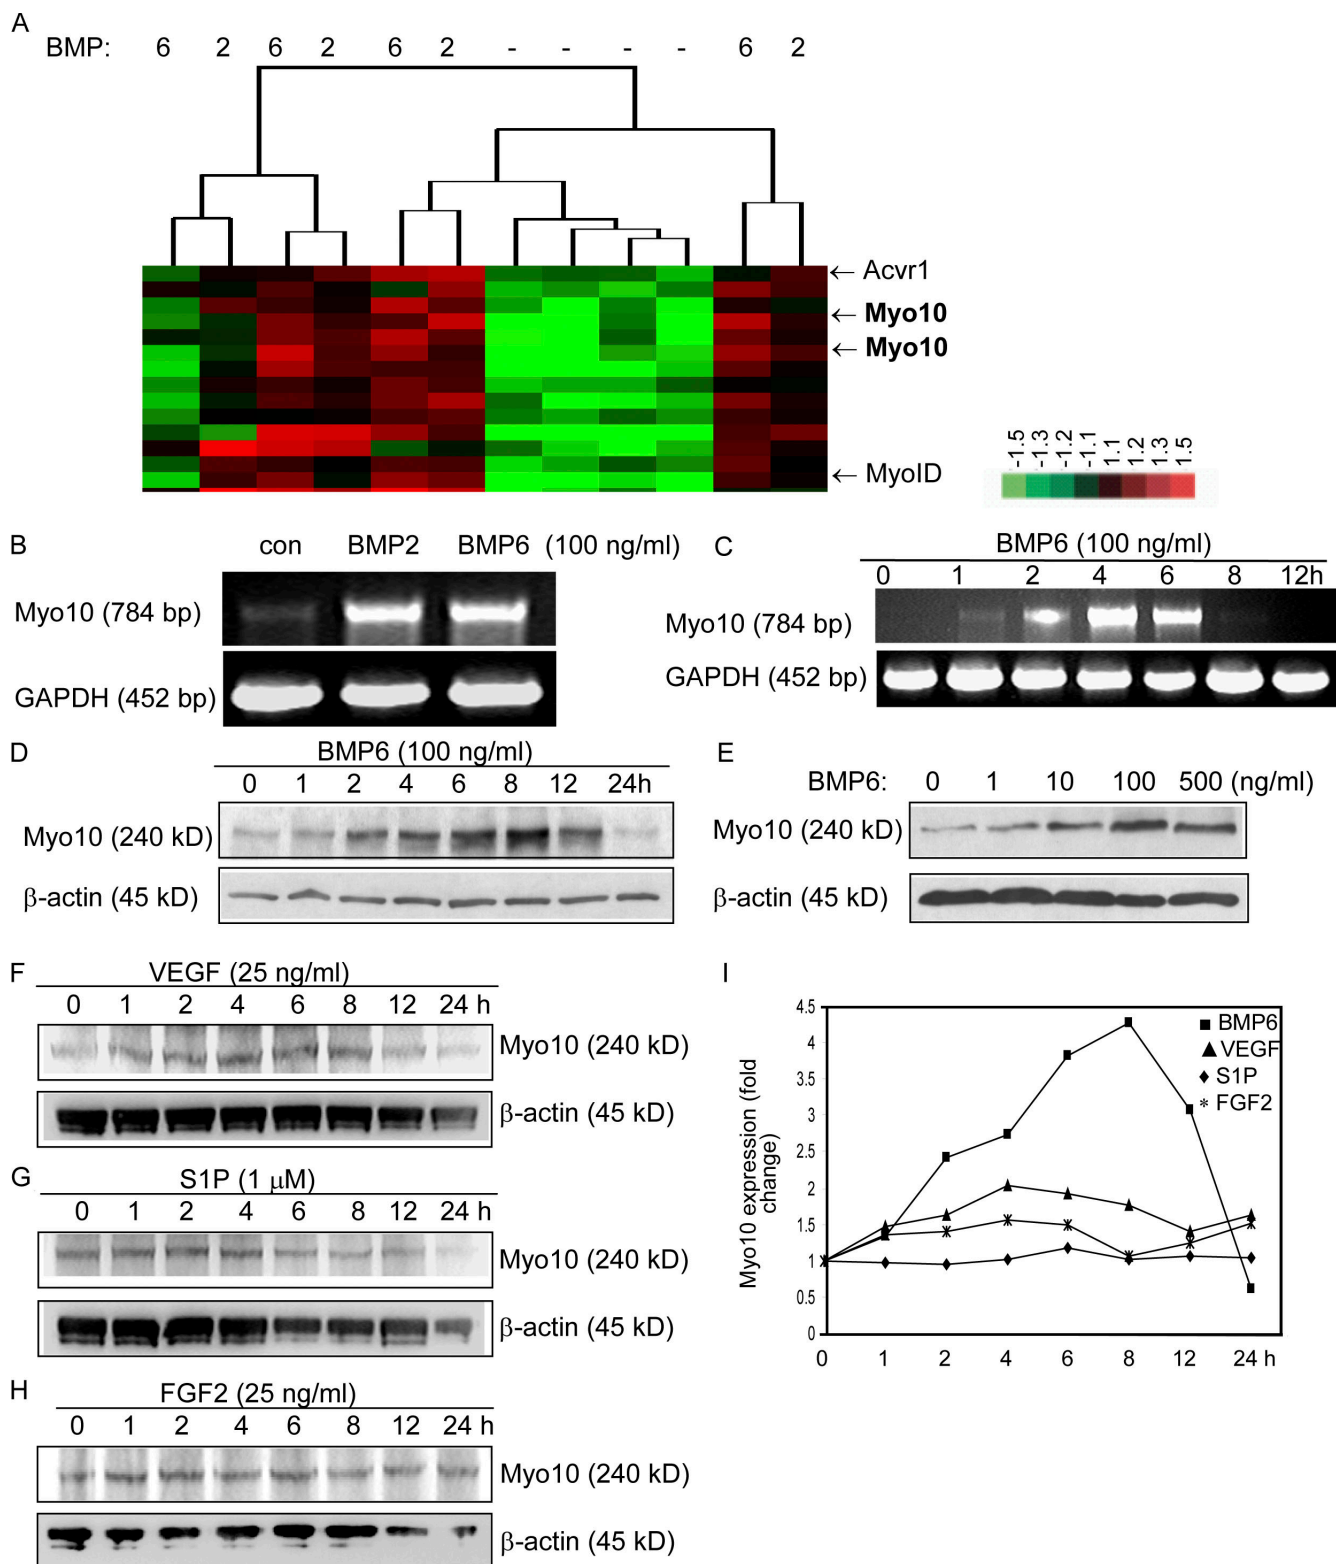 A
BMP: 6 2 6 2 6 2 - - - - 6 2
← Acvr1
← Myo10
← Myo10
← MyoID
-1.5 -1.3 -1.2 -1.1 1.1 1.2 1.3 1.5
B
con BMP2 BMP6 (100 ng/ml)
Myo10 (784 bp)
GAPDH (452 bp)
C
BMP6 (100 ng/ml)
0 1 2 4 6 8 12h
Myo10 (784 bp)
GAPDH (452 bp)
D
BMP6 (100 ng/ml)
0 1 2 4 6 8 12 24h
Myo10 (240 kD)
β-actin (45 kD)
E
BMP6: 0 1 10 100 500 (ng/ml)
Myo10 (240 kD)
β-actin (45 kD)
F
VEGF (25 ng/ml)
0 1 2 4 6 8 12 24 h
Myo10 (240 kD)
β-actin (45 kD)
G
S1P (1 μM)
0 1 2 4 6 8 12 24 h
Myo10 (240 kD)
β-actin (45 kD)
H
FGF2 (25 ng/ml)
0 1 2 4 6 8 12 24 h
Myo10 (240 kD)
β-actin (45 kD)
I
Myo10 expression (fold
change)
4.5
4
3.5
3
2.5
2
1.5
1
0.5
0
BMP6
VEGF
S1P
* FGF2
0 1 2 4 6 8 12 24 h